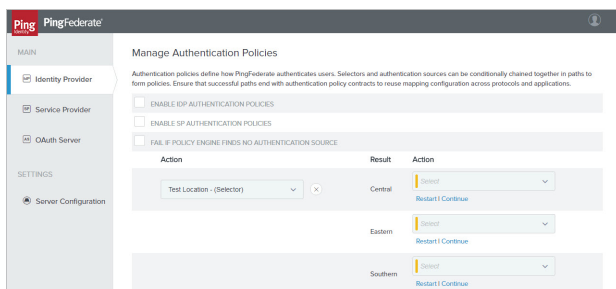 Ping
Identity
PingFederate®
MAIN
Manage Authentication Policies
Authentication policies define how PingFederate authenticates users. Selectors and authentication sources can be conditionally chained together in paths to
form policies. Ensure that successful paths end with authentication policy contracts to reuse mapping configuration across protocols and applications.
IdP Identity Provider
ENABLE IDP AUTHENTICATION POLICIES
SP Service Provider
ENABLE SP AUTHENTICATION POLICIES
AS OAuth Server
FAIL IF POLICY ENGINE FINDS NO AUTHENTICATION SOURCE
Action Result Action
SETTINGS
Test Location - (Selector) Central Select
Server Configuration
Restart | Continue
Eastern Select
Restart | Continue
Southern Select
Restart | Continue